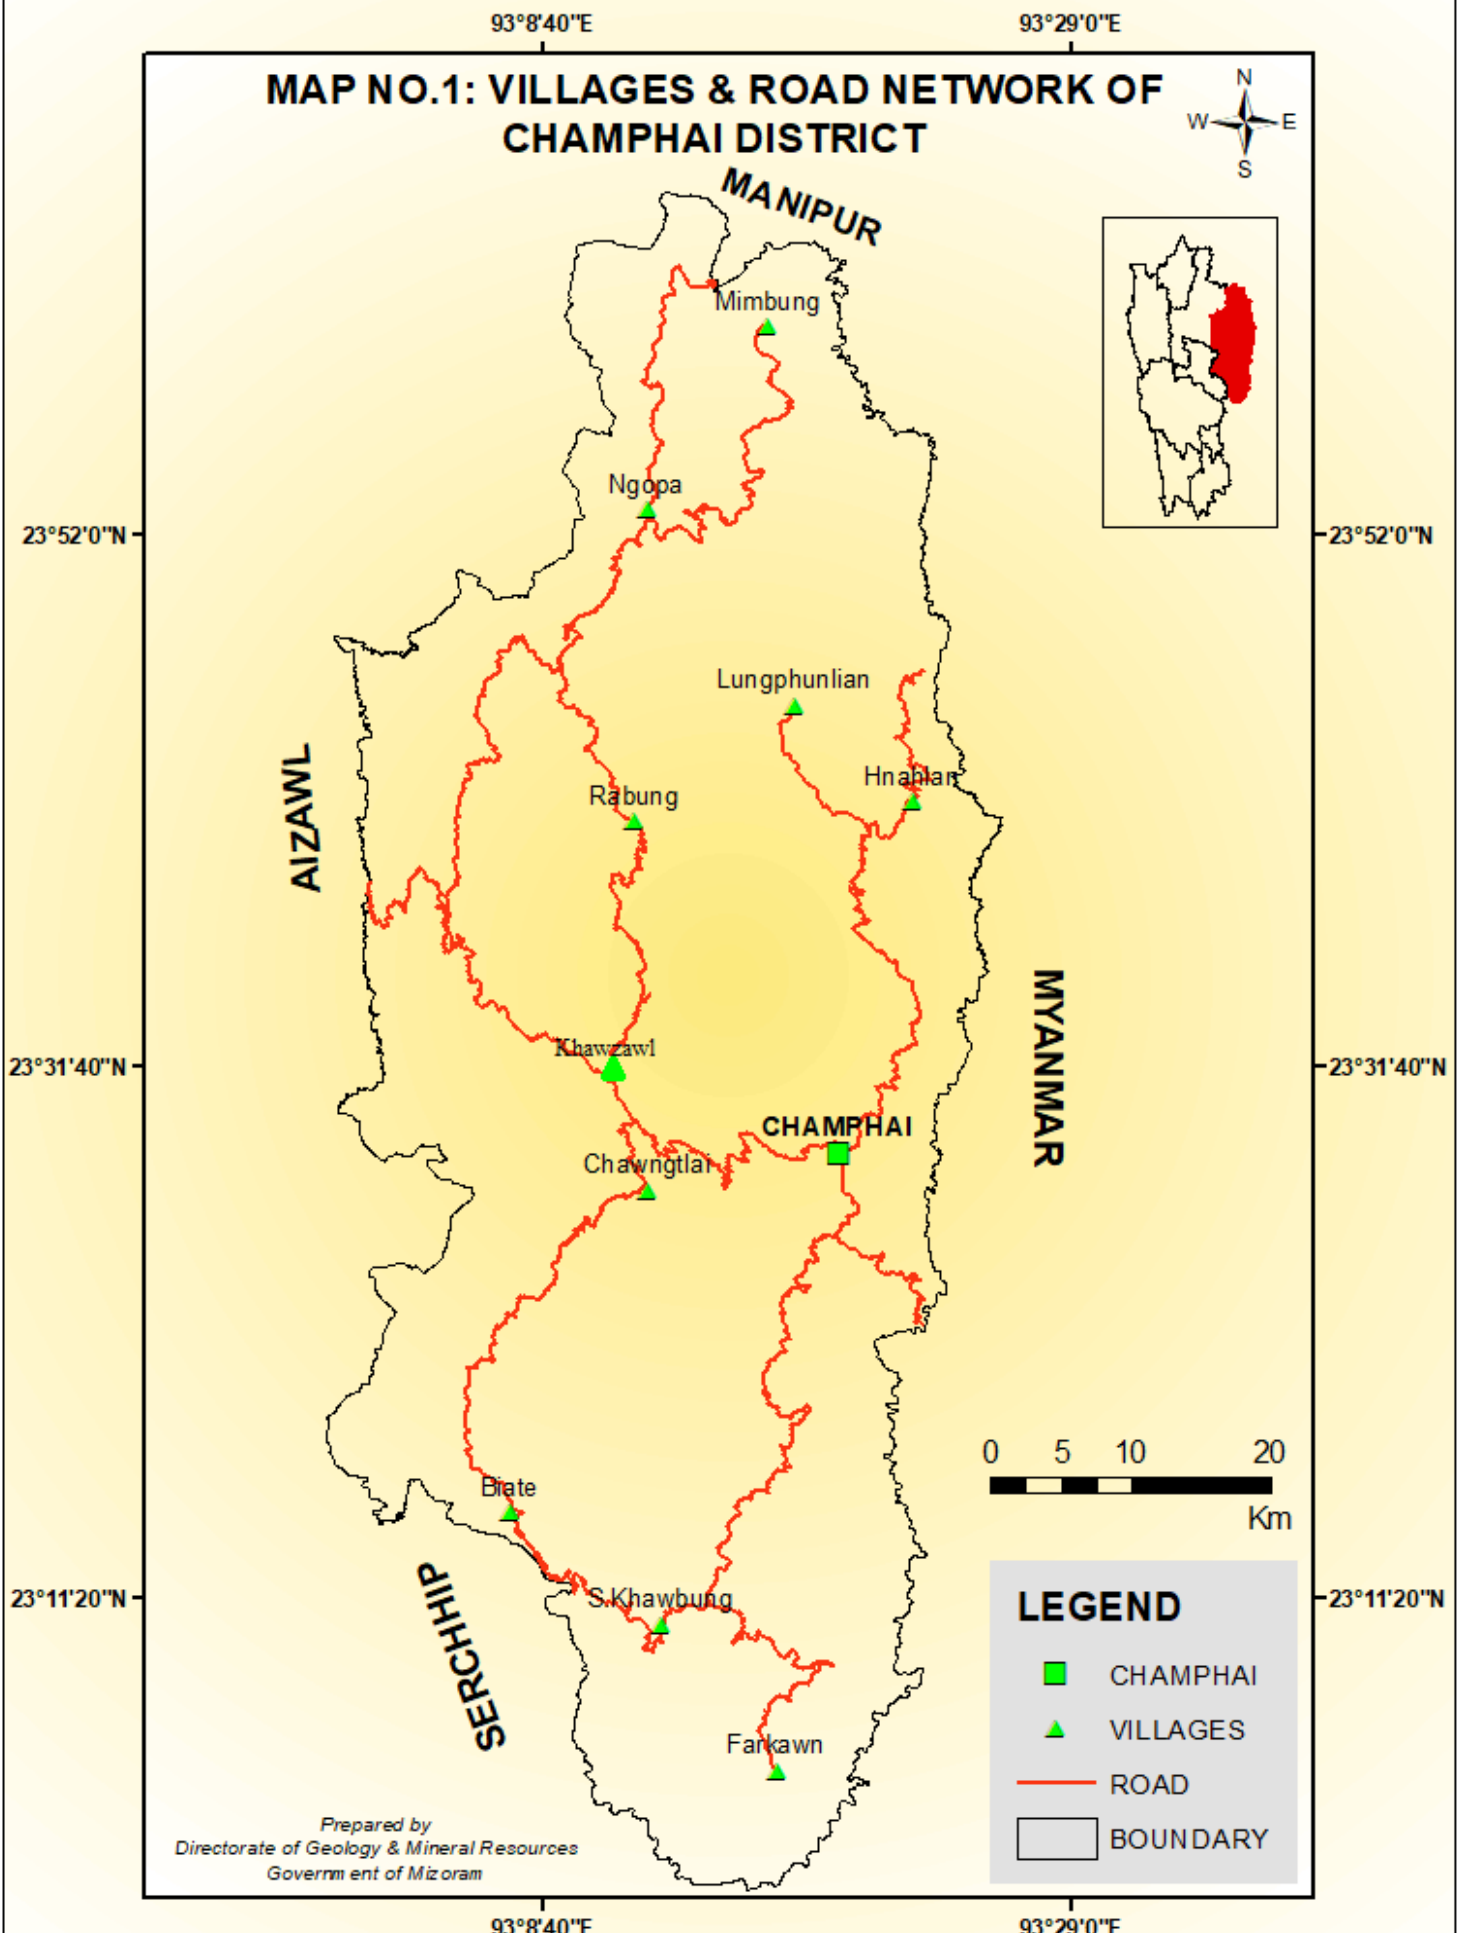 93°8'40"E
93°29'0"E
MAP NO.1: VILLAGES & ROAD NETWORK OF
CHAMPHAI DISTRICT
N
W
E
S
MANIPUR
Mimbung
Ngopa
23°52'0"N
23°52'0"N
Lungphunlian
Hnahlan
Rabung
AIZAWL
MYANMAR
Khawzawl
23°31'40"N
23°31'40"N
CHAMPHAI
Chawngtlai
0 5 10 20
Km
Biate
S.Khawbung
23°11'20"N
23°11'20"N
SERCHHIP
Farkawn
LEGEND
CHAMPHAI
VILLAGES
ROAD
BOUNDARY
Prepared by
Directorate of Geology & Mineral Resources
Government of Mizoram
93°8'40"E
93°29'0"E